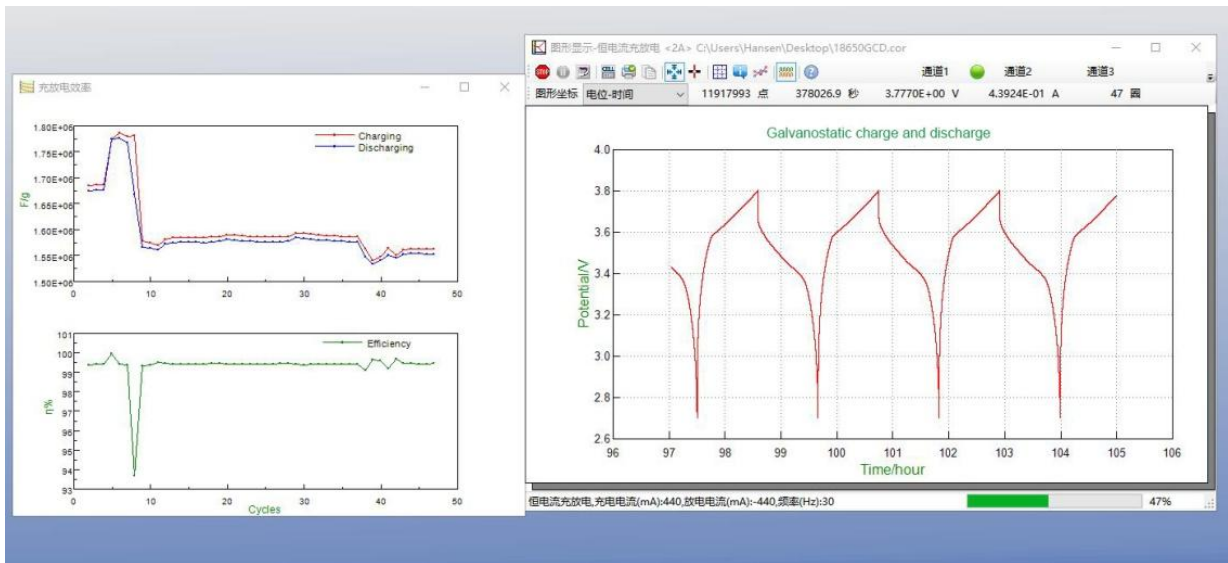 充放电效率
1.80E+06
1.75E+06
1.70E+06
1.65E+06
1.60E+06
1.55E+06
1.50E+06
F/g
Charging
Discharging
0 10 20 30 40 50
101
100
99
98
97
96
95
94
93
η%
Efficiency
0 10 20 30 40 50
Cycles
图形显示-恒电流充放电 <2A> C:\Users\Hansen\Desktop\18650GCD.cor
STOP
CELL
通道1 通道2 通道3
图形坐标 电位-时间 11917993 点 378026.9 秒 3.7770E+00 V 4.3924E-01 A 47 圈
Galvanostatic charge and discharge
4.0
3.8
3.6
3.4
3.2
3.0
2.8
2.6
Potential/V
96 97 98 99 100 101 102 103 104 105 106
Time/hour
恒电流充放电,充电电流(mA):440,放电电流(mA):-440,频率(Hz):30 47%